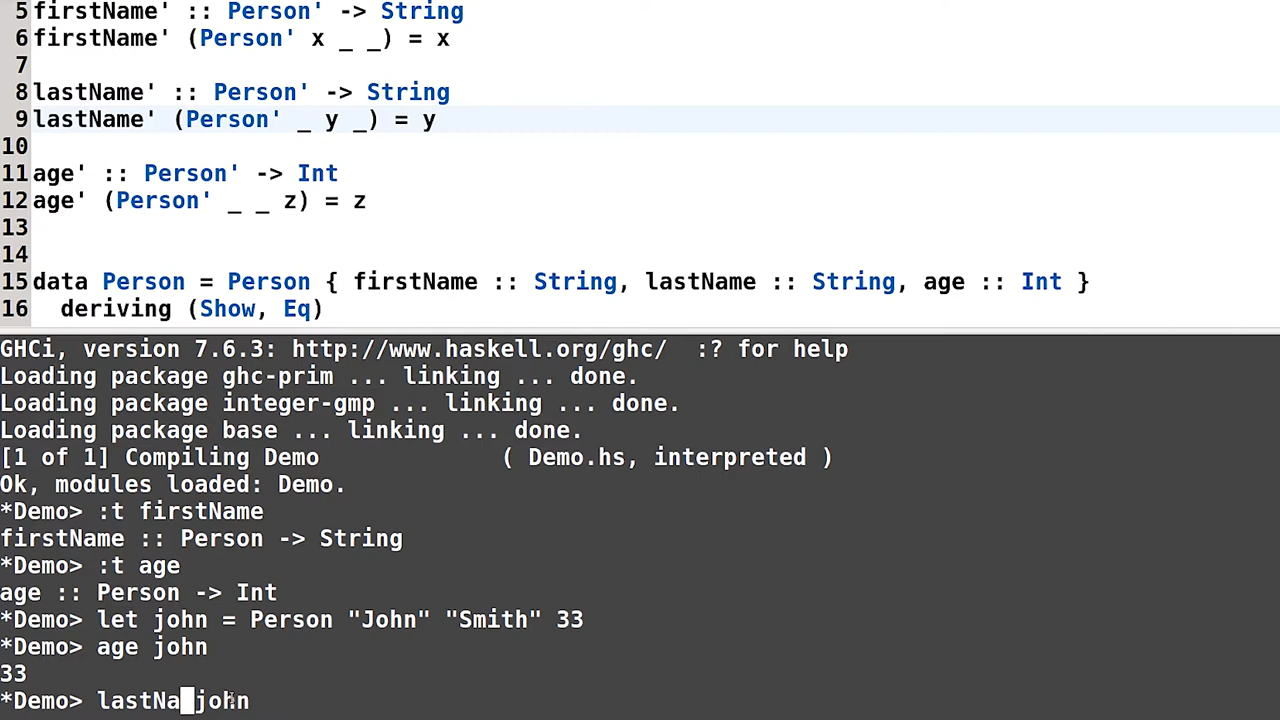 5 firstName' :: Person' -> String
6 firstName' (Person' x _ _) = x
7
8 lastName' :: Person' -> String
9 lastName' (Person' _ y _) = y
10
11 age' :: Person' -> Int
12 age' (Person' _ _ z) = z
13
14
15 data Person = Person { firstName :: String, lastName :: String, age :: Int }
16   deriving (Show, Eq)
GHCi, version 7.6.3: http://www.haskell.org/ghc/  :? for help
Loading package ghc-prim ... linking ... done.
Loading package integer-gmp ... linking ... done.
Loading package base ... linking ... done.
[1 of 1] Compiling Demo             ( Demo.hs, interpreted )
Ok, modules loaded: Demo.
*Demo> :t firstName
firstName :: Person -> String
*Demo> :t age
age :: Person -> Int
*Demo> let john = Person "John" "Smith" 33
*Demo> age john
33
*Demo> lastNa john